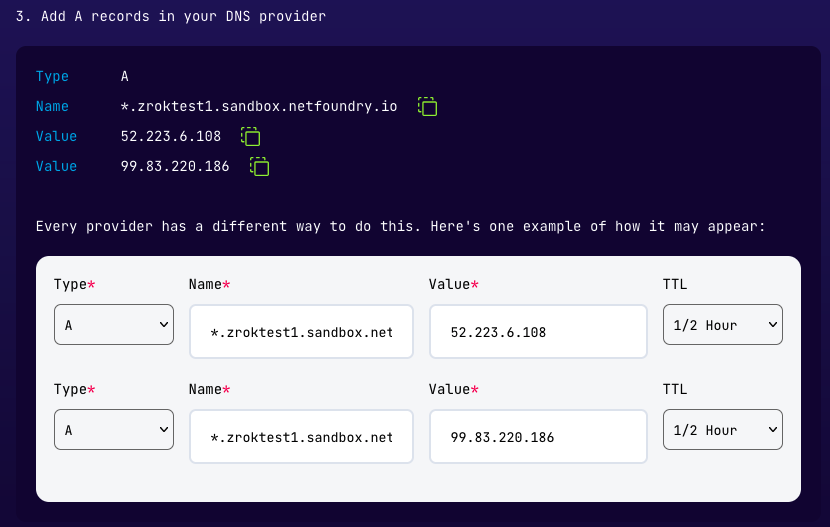 3. Add A records in your DNS provider
Type A
Name *.zroktest1.sandbox.netfoundry.io
Value 52.223.6.108
Value 99.83.220.186
Every provider has a different way to do this. Here's one example of how it may appear:
Type* Name* Value* TTL
A *.zroktest1.sandbox.net 52.223.6.108 1/2 Hour
Type* Name* Value* TTL
A *.zroktest1.sandbox.net 99.83.220.186 1/2 Hour